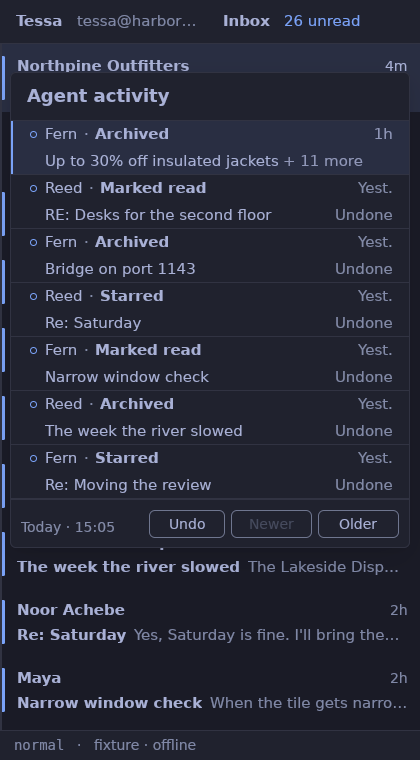 Tessa tessa@harbor… Inbox 26 unread
Northpine Outfitters 4m
Agent activity
Fern · Archived 1h
Up to 30% off insulated jackets + 11 more
Reed · Marked read Yest.
RE: Desks for the second floor Undone
Fern · Archived Yest.
Bridge on port 1143 Undone
Reed · Starred Yest.
Re: Saturday Undone
Fern · Marked read Yest.
Narrow window check Undone
Reed · Archived Yest.
The week the river slowed Undone
Fern · Starred Yest.
Re: Moving the review Undone
Today · 15:05 Undo Newer Older
The week the river slowed The Lakeside Disp…
Noor Achebe 2h
Re: Saturday Yes, Saturday is fine. I'll bring the…
Maya 2h
Narrow window check When the tile gets narro…
normal · fixture · offline